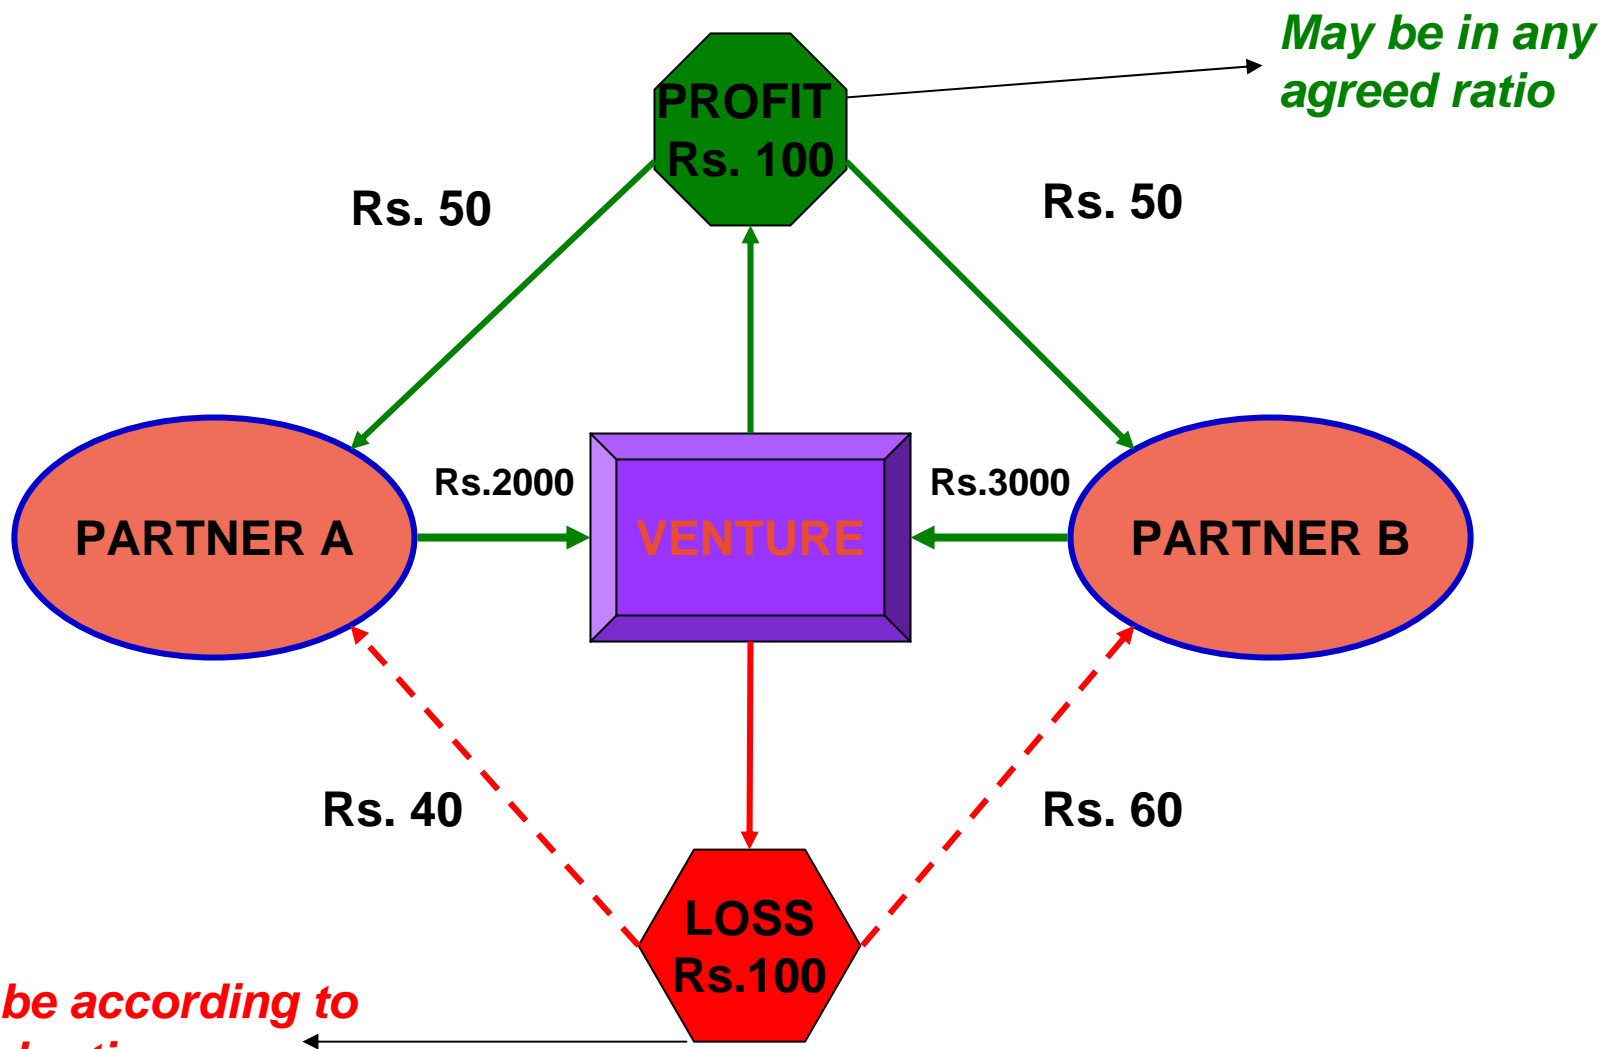 May be in any
agreed ratio
PROFIT
Rs. 100
Rs. 50
Rs. 50
Rs.2000
Rs.3000
PARTNER A
VENTURE
PARTNER B
Rs. 40
Rs. 60
LOSS
Rs.100
be according to